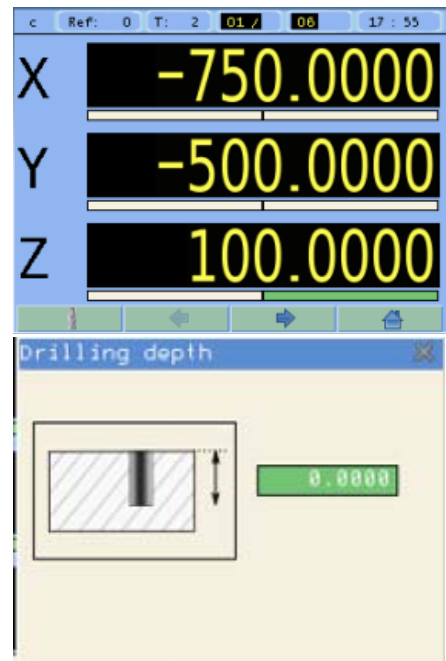 c Ref: 0 T: 2 01 / 06 17 : 55
X -750.0000
Y -500.0000
Z 100.0000
Drilling depth
0.0000